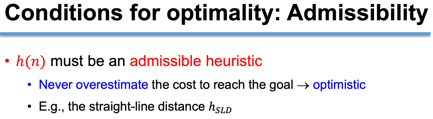 Conditions for optimality: Admissibility
• h(n) must be an admissible heuristic
• Never overestimate the cost to reach the goal → optimistic
• E.g., the straight-line distance h_SLD